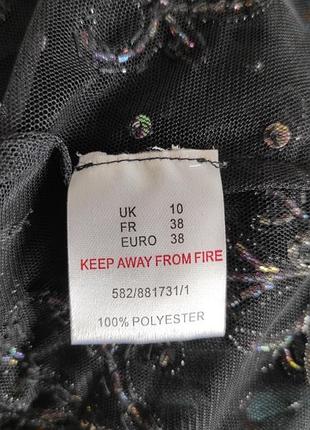 UK 10
FR 38
EURO 38
KEEP AWAY FROM FIRE
582/881731/1
100% POLYESTER